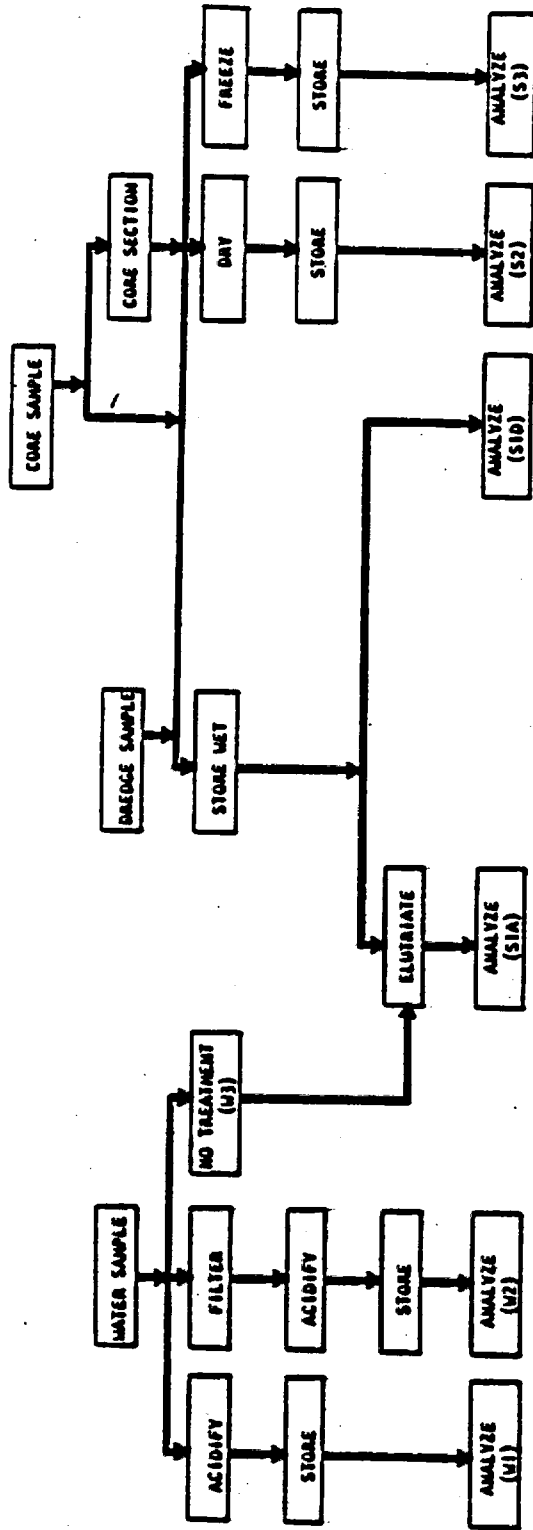 WATER SAMPLE
DREDGE SAMPLE
CORE SAMPLE
CORE SECTION
ACIDIFY
FILTER
NO TREATMENT
(W3)
STORE WET
DRY
FREEZE
STORE
ACIDIFY
STORE
STORE
STORE
ELUTRIATE
ANALYZE
(W1)
ANALYZE
(W2)
ANALYZE
(S1A)
ANALYZE
(S1B)
ANALYZE
(S2)
ANALYZE
(S3)